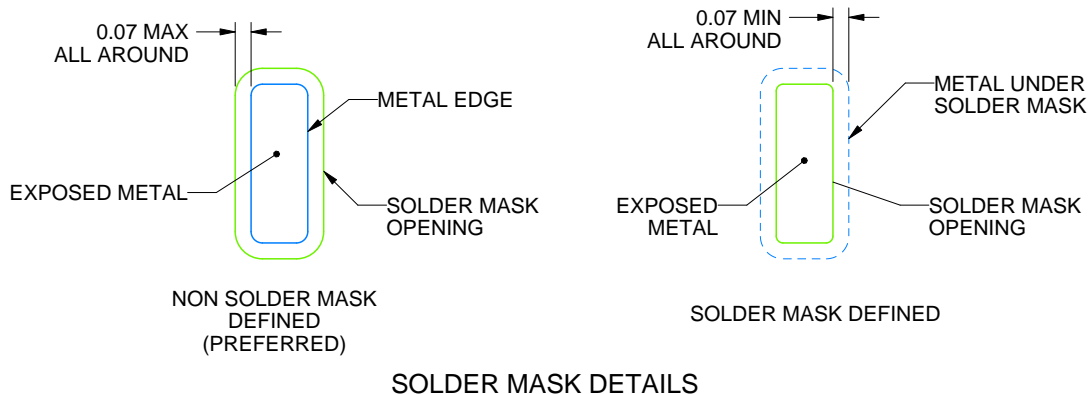 0.07 MAX
ALL AROUND
METAL EDGE
EXPOSED METAL
SOLDER MASK
OPENING
NON SOLDER MASK
DEFINED
(PREFERRED)
0.07 MIN
ALL AROUND
METAL UNDER
SOLDER MASK
EXPOSED
METAL
SOLDER MASK
OPENING
SOLDER MASK DEFINED
SOLDER MASK DETAILS